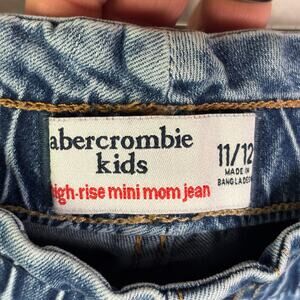 abercrombie
kids
high-rise mini mom jean
11/12
MADE IN
BANGLADESH